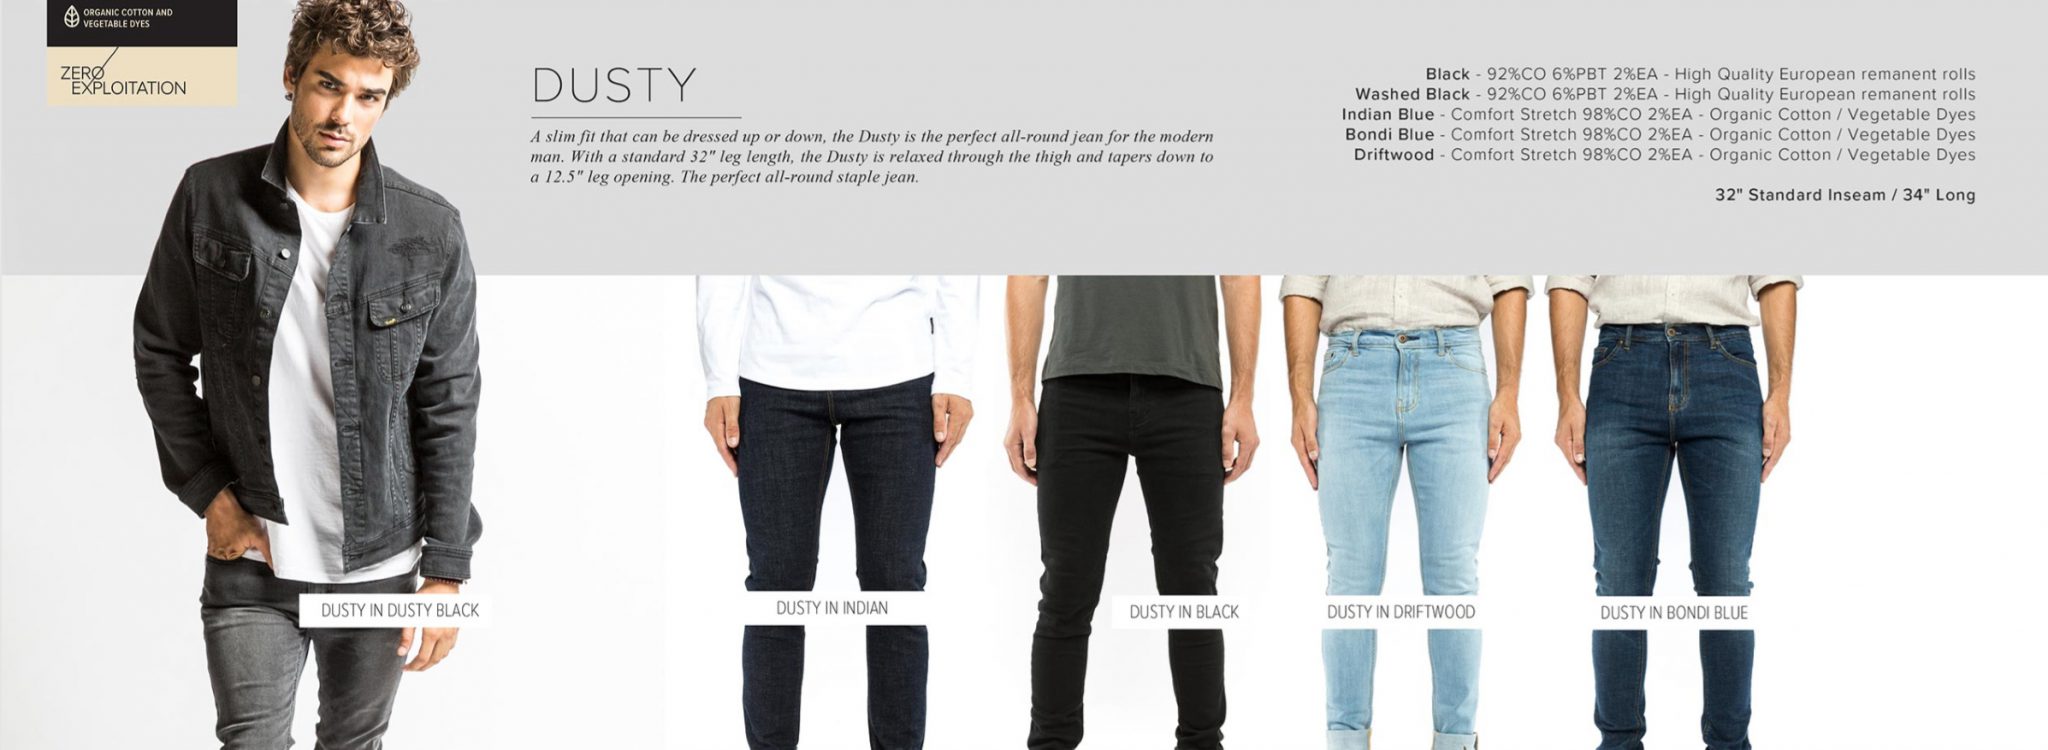 ORGANIC COTTON AND
VEGETABLE DYES
ZERO
EXPLOITATION
DUSTY
A slim fit that can be dressed up or down, the Dusty is the perfect all-round jean for the modern
man. With a standard 32" leg length, the Dusty is relaxed through the thigh and tapers down to
a 12.5" leg opening. The perfect all-round staple jean.
Black - 92%CO 6%PBT 2%EA - High Quality European remanent rolls
Washed Black - 92%CO 6%PBT 2%EA - High Quality European remanent rolls
Indian Blue - Comfort Stretch 98%CO 2%EA - Organic Cotton / Vegetable Dyes
Bondi Blue - Comfort Stretch 98%CO 2%EA - Organic Cotton / Vegetable Dyes
Driftwood - Comfort Stretch 98%CO 2%EA - Organic Cotton / Vegetable Dyes
32" Standard Inseam / 34" Long
DUSTY IN DUSTY BLACK
DUSTY IN INDIAN
DUSTY IN BLACK
DUSTY IN DRIFTWOOD
DUSTY IN BONDI BLUE